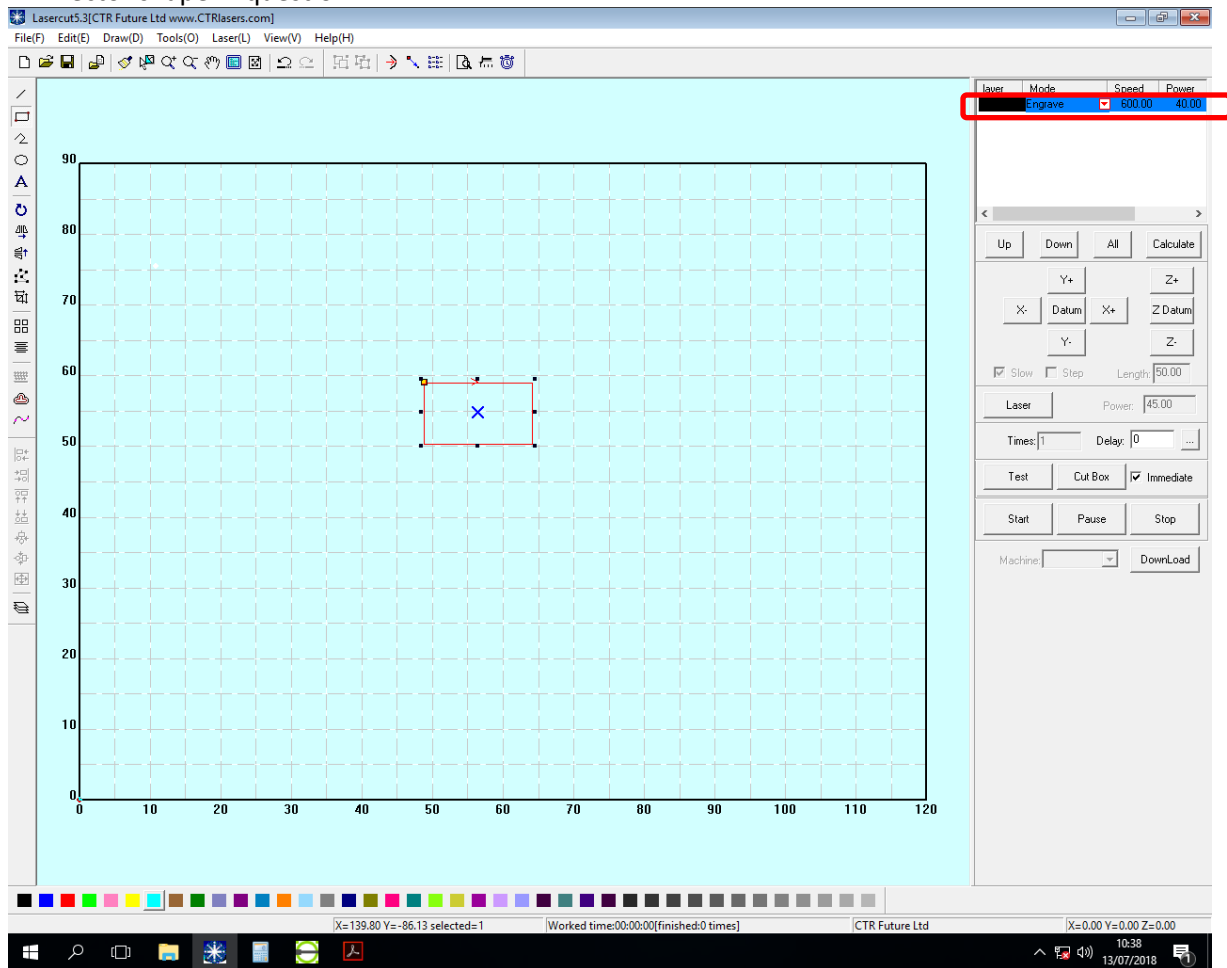 Lasercut5.3[CTR Future Ltd www.CTRlasers.com]
File(F) Edit(E) Draw(D) Tools(O) Laser(L) View(V) Help(H)
layer Mode Speed Power
Engrave 600.00 40.00
90
80
70
60
50
40
30
20
10
0
0 10 20 30 40 50 60 70 80 90 100 110 120
A
Up Down All Calculate
Y+ Z+
X- Datum X+ Z Datum
Y- Z-
Slow Step Length: 50.00
Laser Power: 45.00
Times: 1 Delay: 0 ...
Test Cut Box Immediate
Start Pause Stop
Machine: DownLoad
X=139.80 Y=-86.13 selected=1 Worked time:00:00:00[finished:0 times] CTR Future Ltd X=0.00 Y=0.00 Z=0.00
10:38
13/07/2018
1